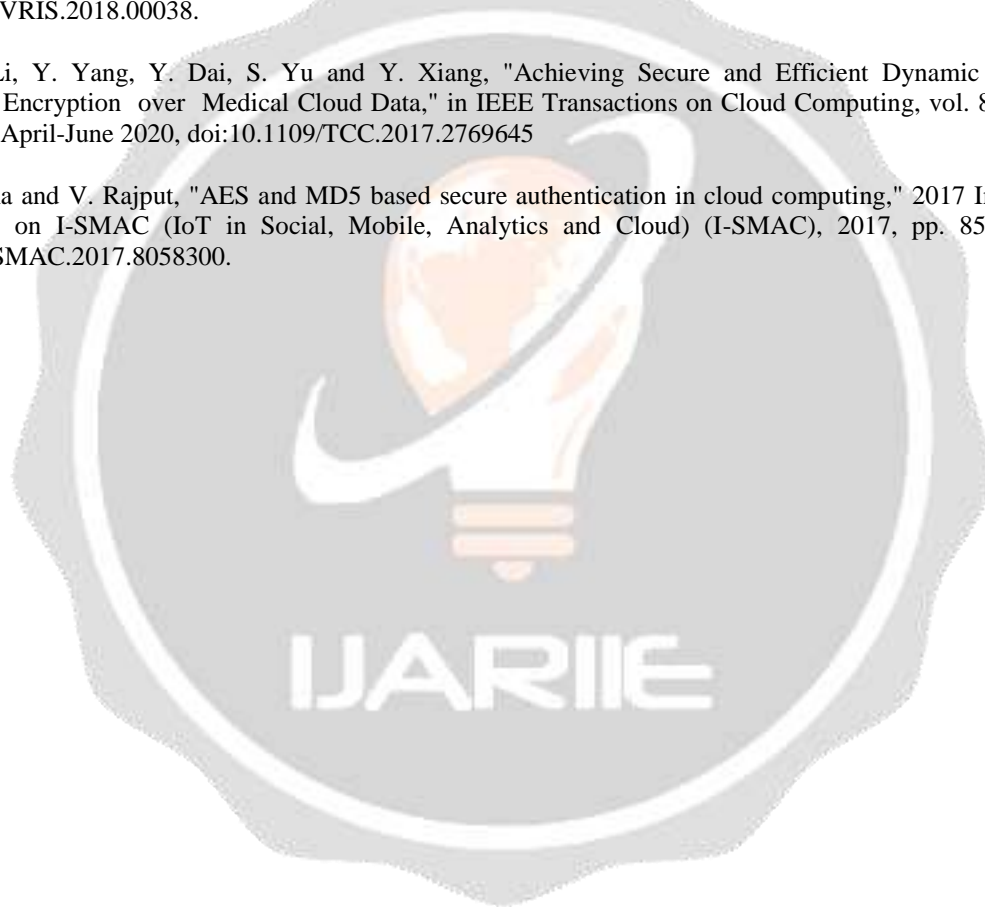 VRIS.2018.00038.
Li, Y. Yang, Y. Dai, S. Yu and Y. Xiang, "Achieving Secure and Efficient Dynamic
Encryption over Medical Cloud Data," in IEEE Transactions on Cloud Computing, vol. 8
April-June 2020, doi:10.1109/TCC.2017.2769645
and V. Rajput, "AES and MD5 based secure authentication in cloud computing," 2017
on I-SMAC (IoT in Social, Mobile, Analytics and Cloud) (I-SMAC), 2017, pp. 85
SMAC.2017.8058300.
IJARIIE